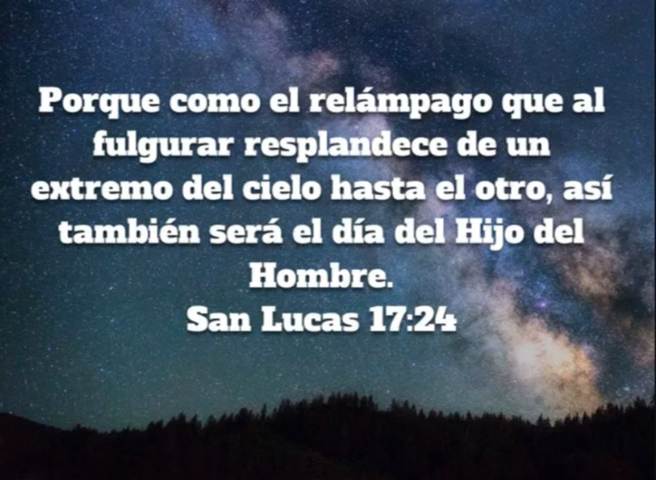 Porque como el relámpago que al
fulgurar resplandece de un
extremo del cielo hasta el otro, así
también será el día del Hijo del
Hombre.
San Lucas 17:24